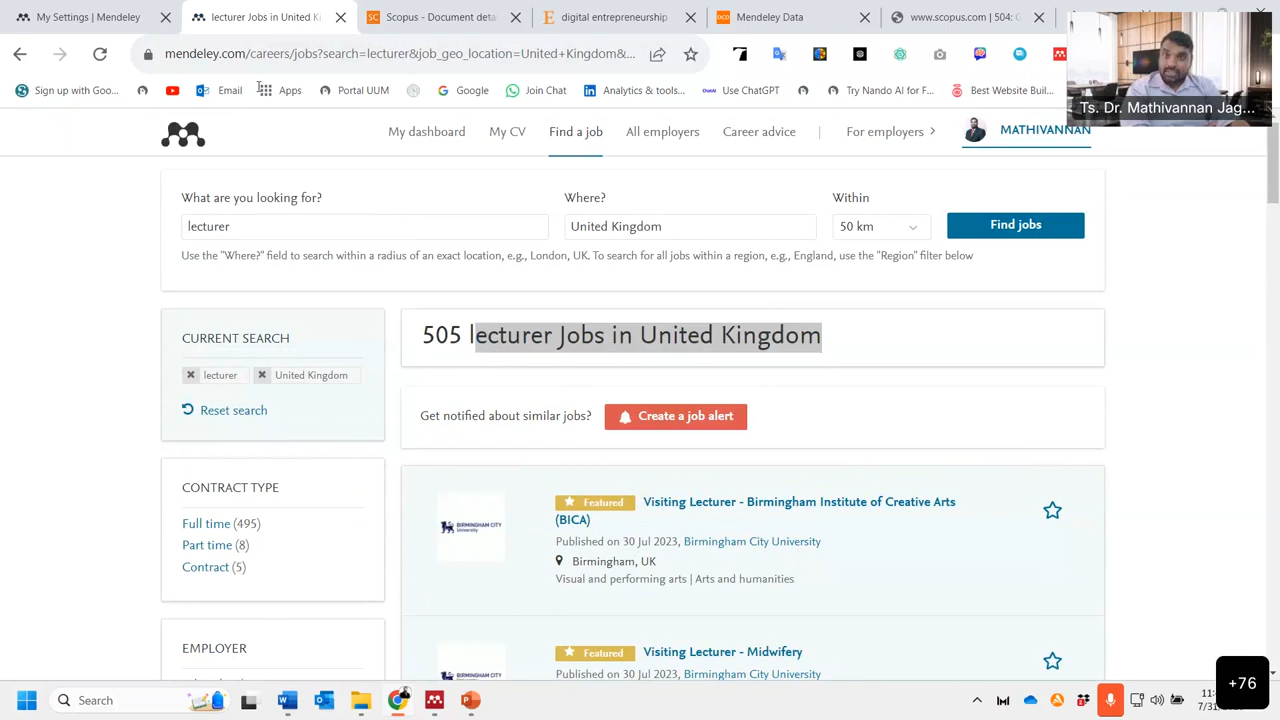 My Settings | Mendeley
lecturer Jobs in United Ki
Scopus - Document deta
digital entrepreneurship
Mendeley Data
www.scopus.com | 504: G
mendeley.com/careers/jobs?search=lecturer&job_geo_location=United+Kingdom&...
Sign up with Goo...
Email
Apps
Portal UUM
Google
Join Chat
Analytics & tools...
Use ChatGPT
Try Nando AI for F...
Best Website Buil...
Ts. Dr. Mathivannan Jag...
My dashboard
My CV
Find a job
All employers
Career advice
For employers
MATHIVANNAN
What are you looking for?
Where?
Within
lecturer
United Kingdom
50 km
Find jobs
Use the "Where?" field to search within a radius of an exact location, e.g., London, UK. To search for all jobs within a region, e.g., England, use the "Region" filter below
CURRENT SEARCH
lecturer
United Kingdom
Reset search
505 lecturer Jobs in United Kingdom
Get notified about similar jobs?
Create a job alert
CONTRACT TYPE
Full time (495)
Part time (8)
Contract (5)
EMPLOYER
BIRMINGHAM CITY
University
Featured
Visiting Lecturer - Birmingham Institute of Creative Arts
(BICA)
Published on 30 Jul 2023, Birmingham City University
Birmingham, UK
Visual and performing arts | Arts and humanities
Featured
Visiting Lecturer - Midwifery
Published on 30 Jul 2023, Birmingham City University
BIRMINGHAM CITY
Search
+76